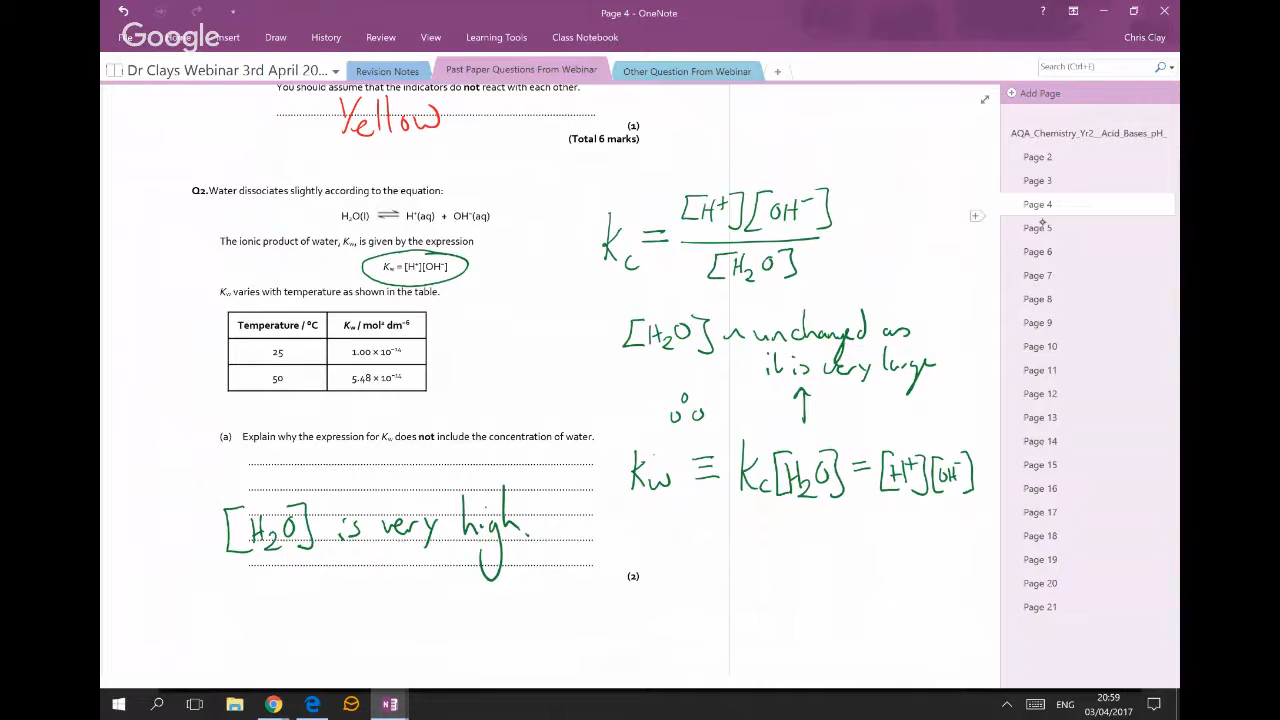 Page 4 - OneNote
Chris Clay
Google
Insert Draw History Review View Learning Tools Class Notebook
Dr Clays Webinar 3rd April 20... Revision Notes Past Paper Questions From Webinar Other Question From Webinar
Search (Ctrl+E)
You should assume that the indicators do not react with each other.
Yellow
(1)
(Total 6 marks)
Q2.Water dissociates slightly according to the equation:
H₂O(l) ⇌ H⁺(aq) + OH⁻(aq)
The ionic product of water, Kw, is given by the expression
Kw = [H⁺][OH⁻]
Kw varies with temperature as shown in the table.
Temperature / °C Kw / mol² dm⁻⁶
25 1.00 × 10⁻¹⁴
50 5.48 × 10⁻¹⁴
(a) Explain why the expression for Kw does not include the concentration of water.
[H₂O] is very high.
(2)
Kc = [H⁺][OH⁻]
[H₂O]
[H₂O] is unchanged as
it is very large
Kw ≡ Kc[H₂O] = [H⁺][OH⁻]
Add Page
AQA_Chemistry_Yr2__Acid_Bases_pH_
Page 2
Page 3
Page 4
Page 5
Page 6
Page 7
Page 8
Page 9
Page 10
Page 11
Page 12
Page 13
Page 14
Page 15
Page 16
Page 17
Page 18
Page 19
Page 20
Page 21
ENG
20:59
03/04/2017